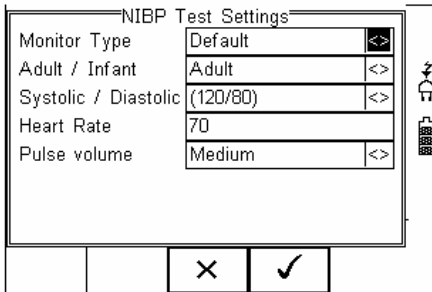 NIBP Test Settings
Monitor Type Default <>
Adult / Infant Adult <>
Systolic / Diastolic (120/80) <>
Heart Rate 70
Pulse volume Medium <>